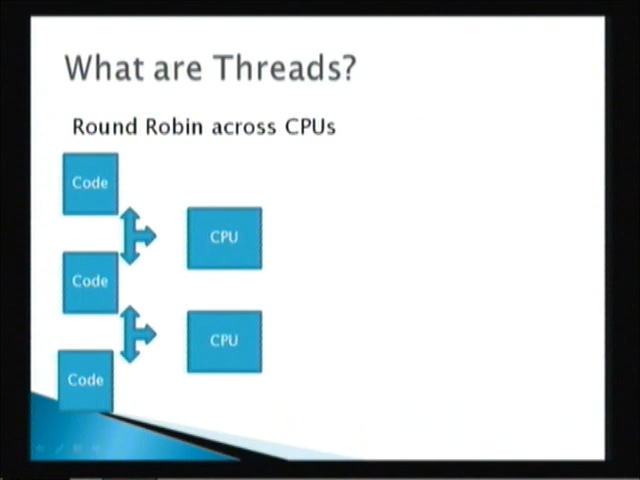 What are Threads?
Round Robin across CPUs
Code
CPU
Code
CPU
Code